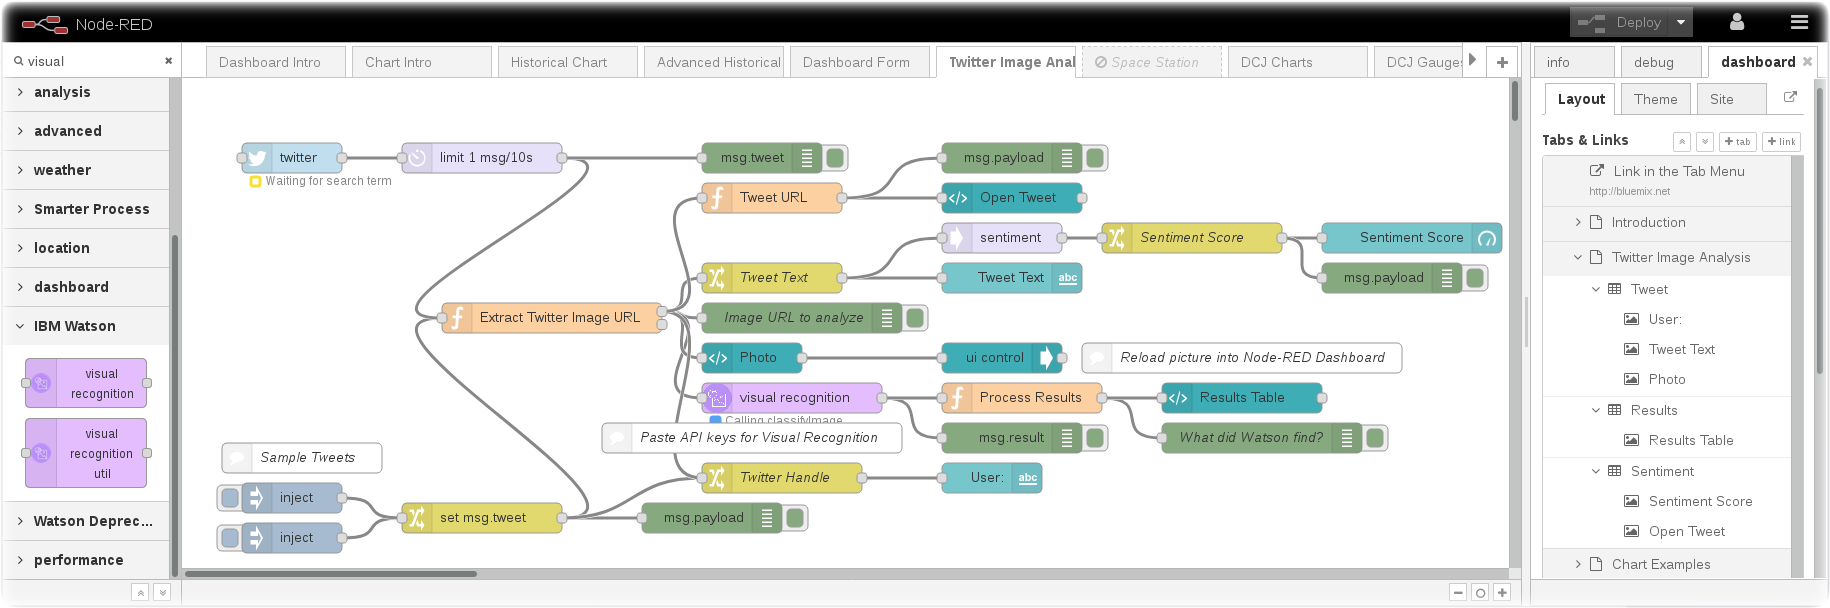 Node-RED
Deploy
visual
Dashboard Intro
Chart Intro
Historical Chart
Advanced Historical
Dashboard Form
Twitter Image Anal
Space Station
DCJ Charts
DCJ Gauges
info
debug
dashboard
analysis
advanced
weather
Smarter Process
location
dashboard
IBM Watson
visual
recognition
visual
recognition
util
Watson Deprec...
performance
twitter
Waiting for search term
limit 1 msg/10s
msg.tweet
msg.payload
Tweet URL
Open Tweet
sentiment
Sentiment Score
Sentiment Score
Tweet Text
Tweet Text
abc
msg.payload
Extract Twitter Image URL
Image URL to analyze
Photo
ui control
Reload picture into Node-RED Dashboard
visual recognition
Calling classifyImage
Process Results
Results Table
Paste API keys for Visual Recognition
msg.result
What did Watson find?
Sample Tweets
Twitter Handle
User:
abc
inject
set msg.tweet
msg.payload
inject
Layout
Theme
Site
Tabs & Links
+ tab
+ link
Link in the Tab Menu
http://bluemix.net
Introduction
Twitter Image Analysis
Tweet
User:
Tweet Text
Photo
Results
Results Table
Sentiment
Sentiment Score
Open Tweet
Chart Examples